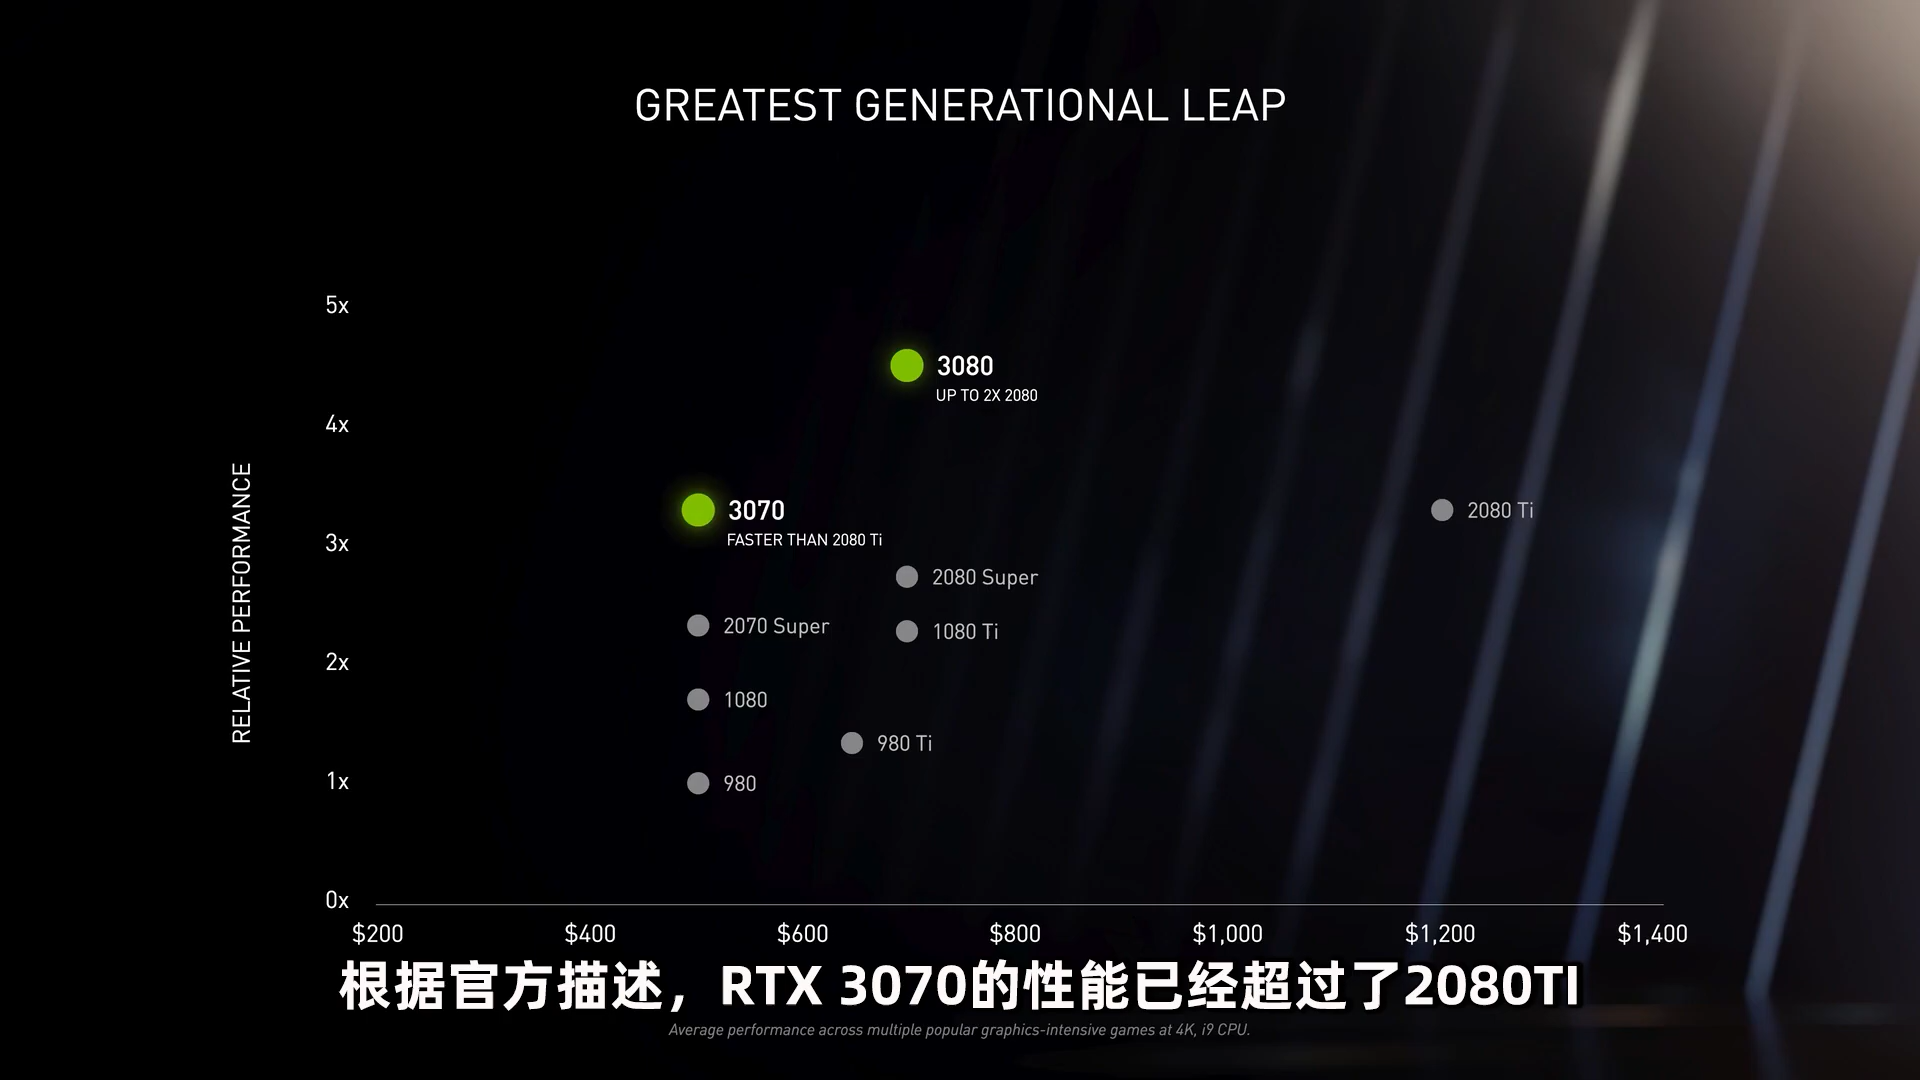 GREATEST GENERATIONAL LEAP
5x
3080
UP TO 2X 2080
4x
3070
FASTER THAN 2080 Ti
2080 Ti
3x
2080 Super
2070 Super
1080 Ti
2x
1080
980 Ti
1x
980
0x
RELATIVE PERFORMANCE
$200 $400 $600 $800 $1,000 $1,200 $1,400
根据官方描述，RTX 3070的性能已经超过了2080TI
Average performance across multiple popular graphics-intensive games at 4K, i9 CPU.